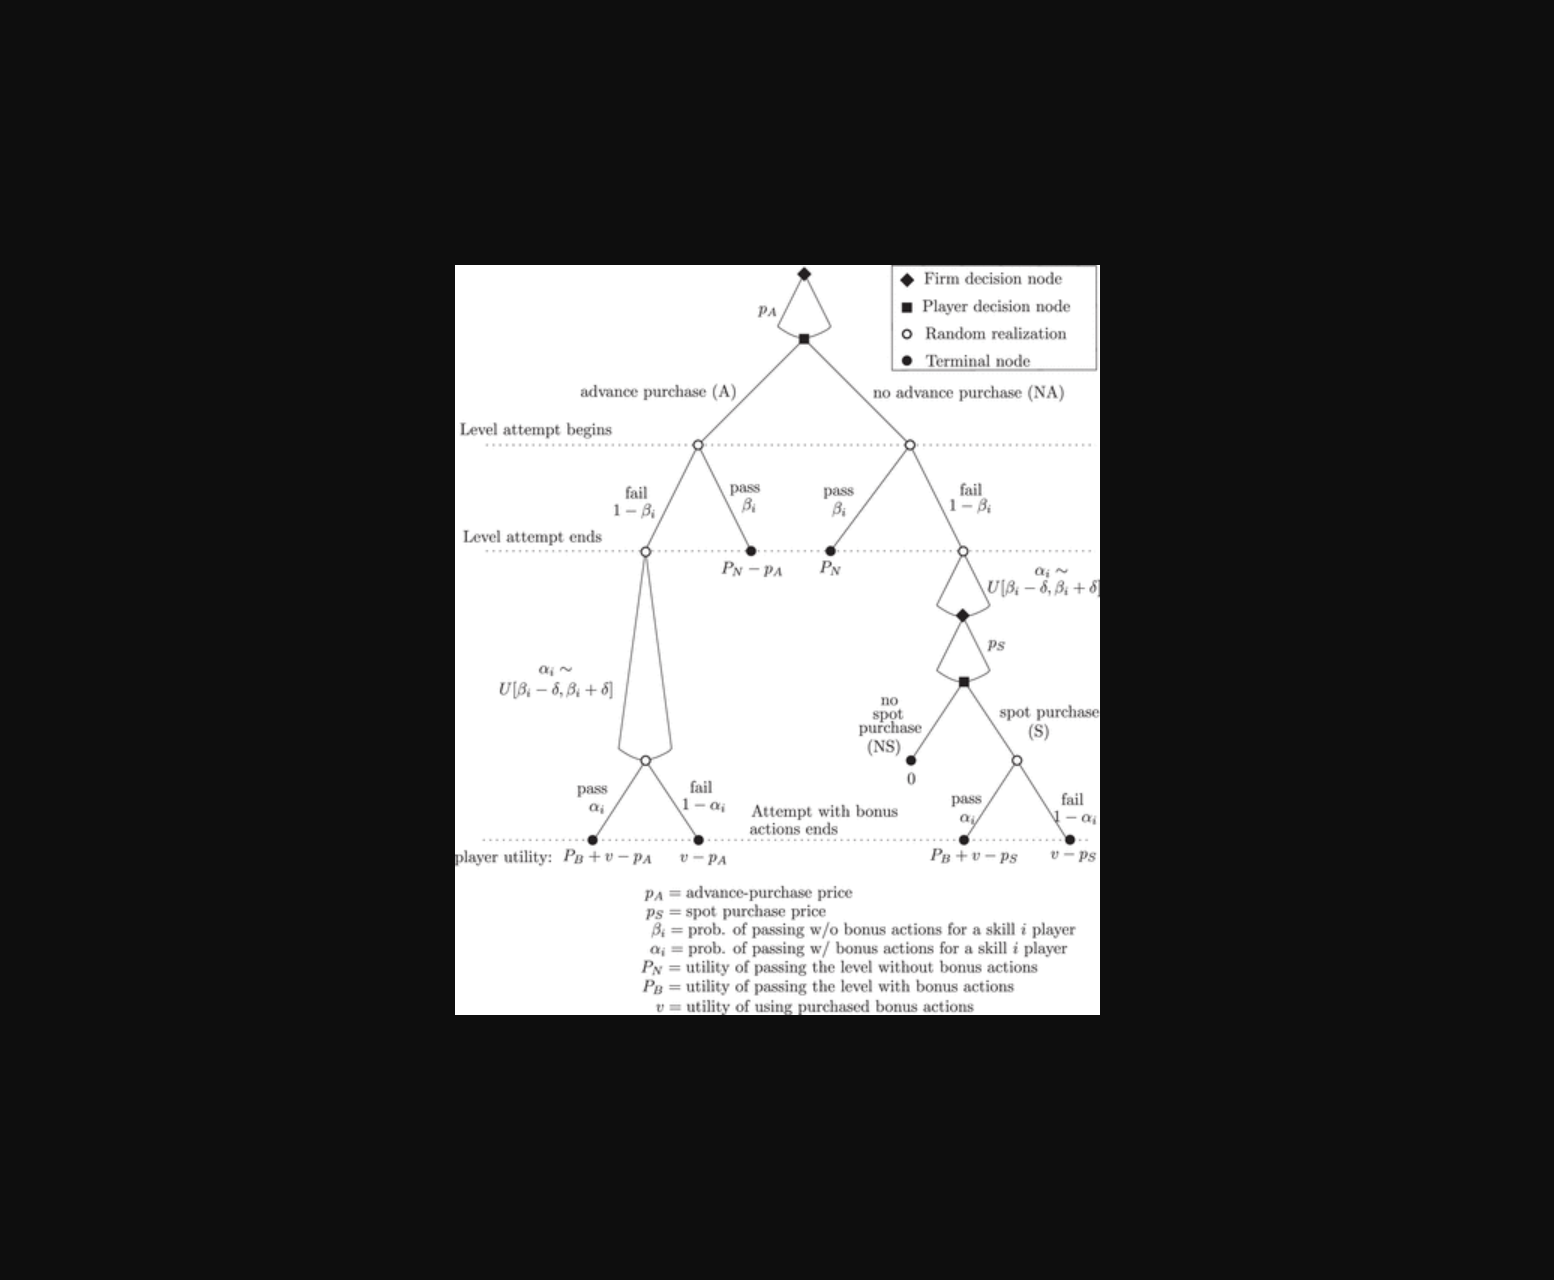 ◆ Firm decision node
■ Player decision node
○ Random realization
● Terminal node
p_A
advance purchase (A)
no advance purchase (NA)
Level attempt begins
fail
1 − β_i
pass
β_i
pass
β_i
fail
1 − β_i
Level attempt ends
P_N − p_A
P_N
α_i ∼
U[β_i − δ, β_i + δ]
p_S
α_i ∼
U[β_i − δ, β_i + δ]
no
spot
purchase
(NS)
spot purchase
(S)
0
pass
α_i
fail
1 − α_i
Attempt with bonus
actions ends
pass
α_i
fail
1 − α_i
player utility: P_B + v − p_A
v − p_A
P_B + v − p_S
v − p_S
p_A = advance-purchase price
p_S = spot purchase price
β_i = prob. of passing w/o bonus actions for a skill i player
α_i = prob. of passing w/ bonus actions for a skill i player
P_N = utility of passing the level without bonus actions
P_B = utility of passing the level with bonus actions
v = utility of using purchased bonus actions